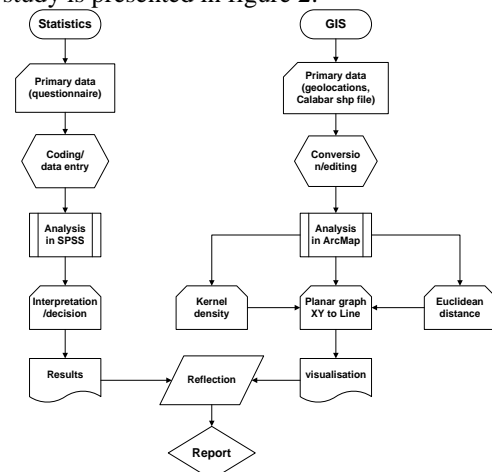 study is presented in figure 2.
Statistics
GIS
Primary data
(questionnaire)
Primary data
(geolocations,
Calabar shp file)
Coding/
data entry
Conversio
n/editing
Analysis
in SPSS
Analysis
in ArcMap
Interpretation
/decision
Kernel
density
Planar graph
XY to Line
Euclidean
distance
Results
Reflection
visualisation
Report